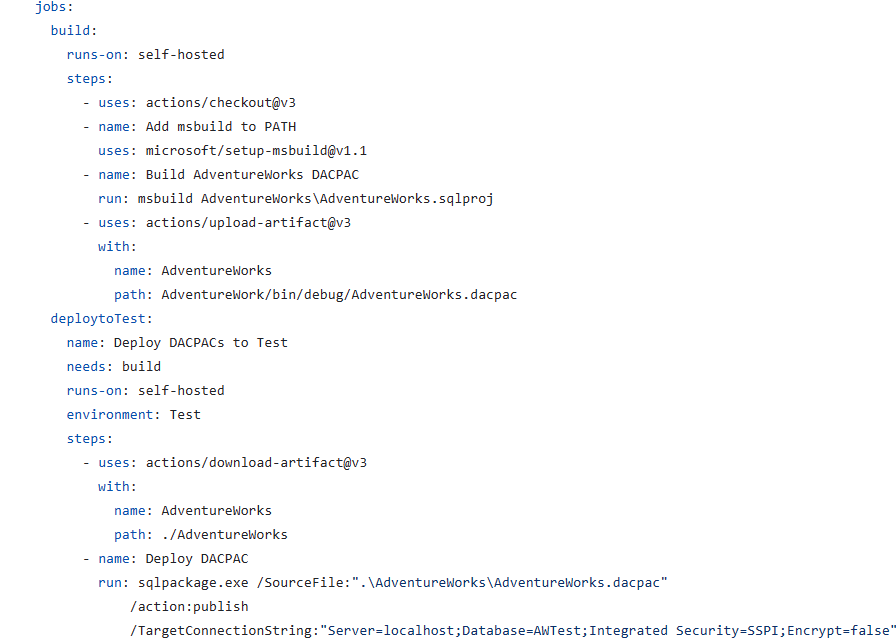 jobs:
build:
runs-on: self-hosted
steps:
- uses: actions/checkout@v3
- name: Add msbuild to PATH
uses: microsoft/setup-msbuild@v1.1
- name: Build AdventureWorks DACPAC
run: msbuild AdventureWorks\AdventureWorks.sqlproj
- uses: actions/upload-artifact@v3
with:
name: AdventureWorks
path: AdventureWork/bin/debug/AdventureWorks.dacpac
deploytoTest:
name: Deploy DACPACs to Test
needs: build
runs-on: self-hosted
environment: Test
steps:
- uses: actions/download-artifact@v3
with:
name: AdventureWorks
path: ./AdventureWorks
- name: Deploy DACPAC
run: sqlpackage.exe /SourceFile:".\AdventureWorks\AdventureWorks.dacpac"
/action:publish
/TargetConnectionString:"Server=localhost;Database=AWTest;Integrated Security=SSPI;Encrypt=false"